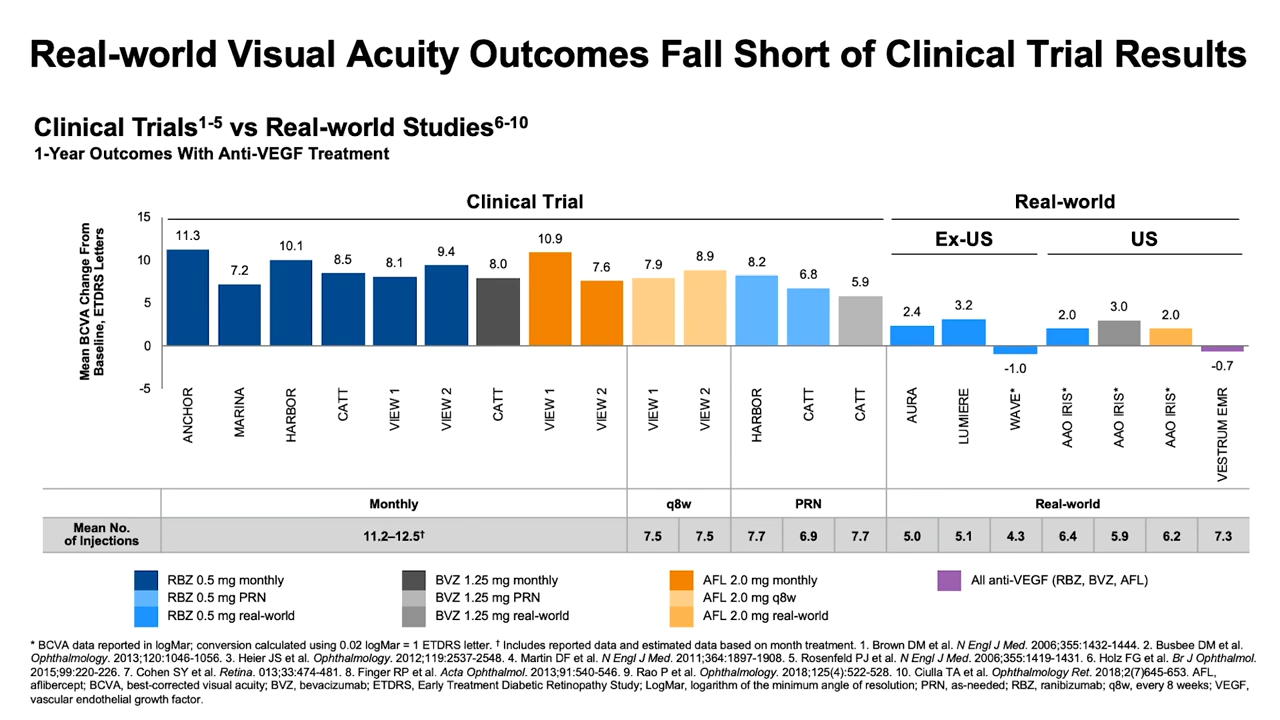 Real-world Visual Acuity Outcomes Fall Short of Clinical Trial Results
Clinical Trials1-5 vs Real-world Studies6-10
1-Year Outcomes With Anti-VEGF Treatment
Clinical Trial
Real-world
Ex-US
US
Mean BCVA Change From
Baseline, ETDRS Letters
15
10
5
0
-5
11.3
7.2
10.1
8.5
8.1
9.4
8.0
10.9
7.6
7.9
8.9
8.2
6.8
5.9
2.4
3.2
-1.0
2.0
3.0
2.0
-0.7
ANCHOR
MARINA
HARBOR
CATT
VIEW 1
VIEW 2
CATT
VIEW 1
VIEW 2
VIEW 1
VIEW 2
HARBOR
CATT
CATT
AURA
LUMIERE
WAVE*
AAO IRIS*
AAO IRIS*
AAO IRIS*
VESTRUM EMR
Monthly
q8w
PRN
Real-world
Mean No.
of Injections
11.2–12.5†
7.5
7.5
7.7
6.9
7.7
5.0
5.1
4.3
6.4
5.9
6.2
7.3
RBZ 0.5 mg monthly
RBZ 0.5 mg PRN
RBZ 0.5 mg real-world
BVZ 1.25 mg monthly
BVZ 1.25 mg PRN
BVZ 1.25 mg real-world
AFL 2.0 mg monthly
AFL 2.0 mg q8w
AFL 2.0 mg real-world
All anti-VEGF (RBZ, BVZ, AFL)
* BCVA data reported in logMar; conversion calculated using 0.02 logMar = 1 ETDRS letter. † Includes reported data and estimated data based on month treatment. 1. Brown DM et al. N Engl J Med. 2006;355:1432-1444. 2. Busbee DM et al.
Ophthalmology. 2013;120:1046-1056. 3. Heier JS et al. Ophthalmology. 2012;119:2537-2548. 4. Martin DF et al. N Engl J Med. 2011;364:1897-1908. 5. Rosenfeld PJ et al. N Engl J Med. 2006;355:1419-1431. 6. Holz FG et al. Br J Ophthalmol.
2015;99:220-226. 7. Cohen SY et al. Retina. 013;33:474-481. 8. Finger RP et al. Acta Ophthalmol. 2013;91:540-546. 9. Rao P et al. Ophthalmology. 2018;125(4):522-528. 10. Ciulla TA et al. Ophthalmol Ret. 2018;2(7)645-653. AFL,
aflibercept; BCVA, best-corrected visual acuity; BVZ, bevacizumab; ETDRS, Early Treatment Diabetic Retinopathy Study; LogMar, logarithm of the minimum angle of resolution; PRN, as-needed; RBZ, ranibizumab; q8w, every 8 weeks; VEGF,
vascular endothelial growth factor.